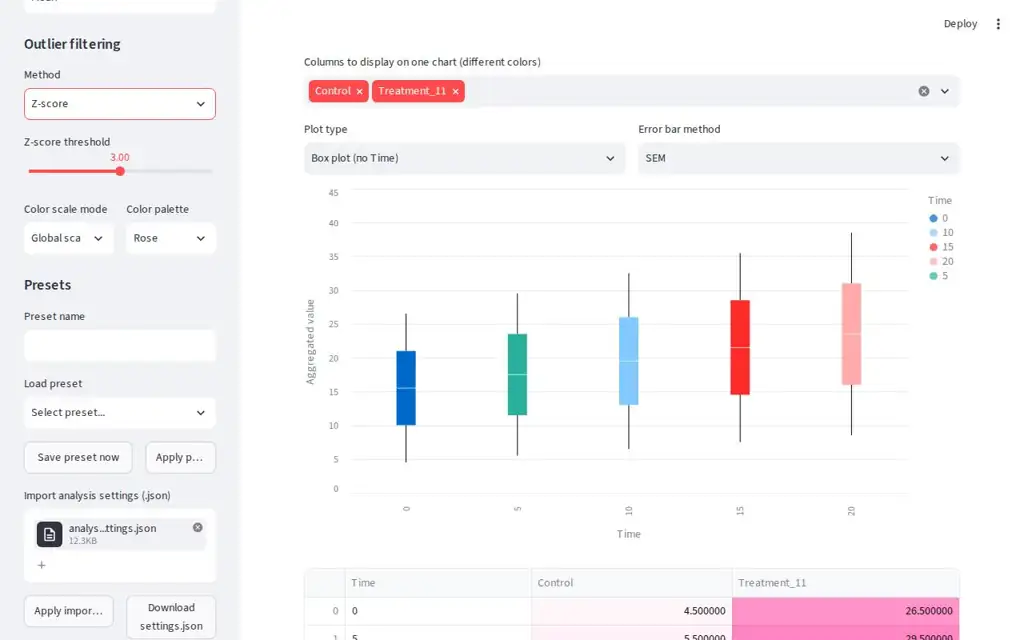 Outlier filtering
Method
Z-score
Z-score threshold
3.00
Color scale mode
Color palette
Global sca
Rose
Presets
Preset name
Load preset
Select preset...
Save preset now
Apply p...
Import analysis settings (.json)
analys...ttings.json
12.3KB
+
Apply impor...
Download
settings.json
Deploy
Columns to display on one chart (different colors)
Control × Treatment_11 ×
Plot type
Error bar method
Box plot (no Time)
SEM
45
40
35
30
25
20
15
10
5
0
Aggregated value
0 5 10 15 20
Time
Time
0
10
15
20
5
Time Control Treatment_11
0 0 4.500000 26.500000
1 5 5.500000 29.500000